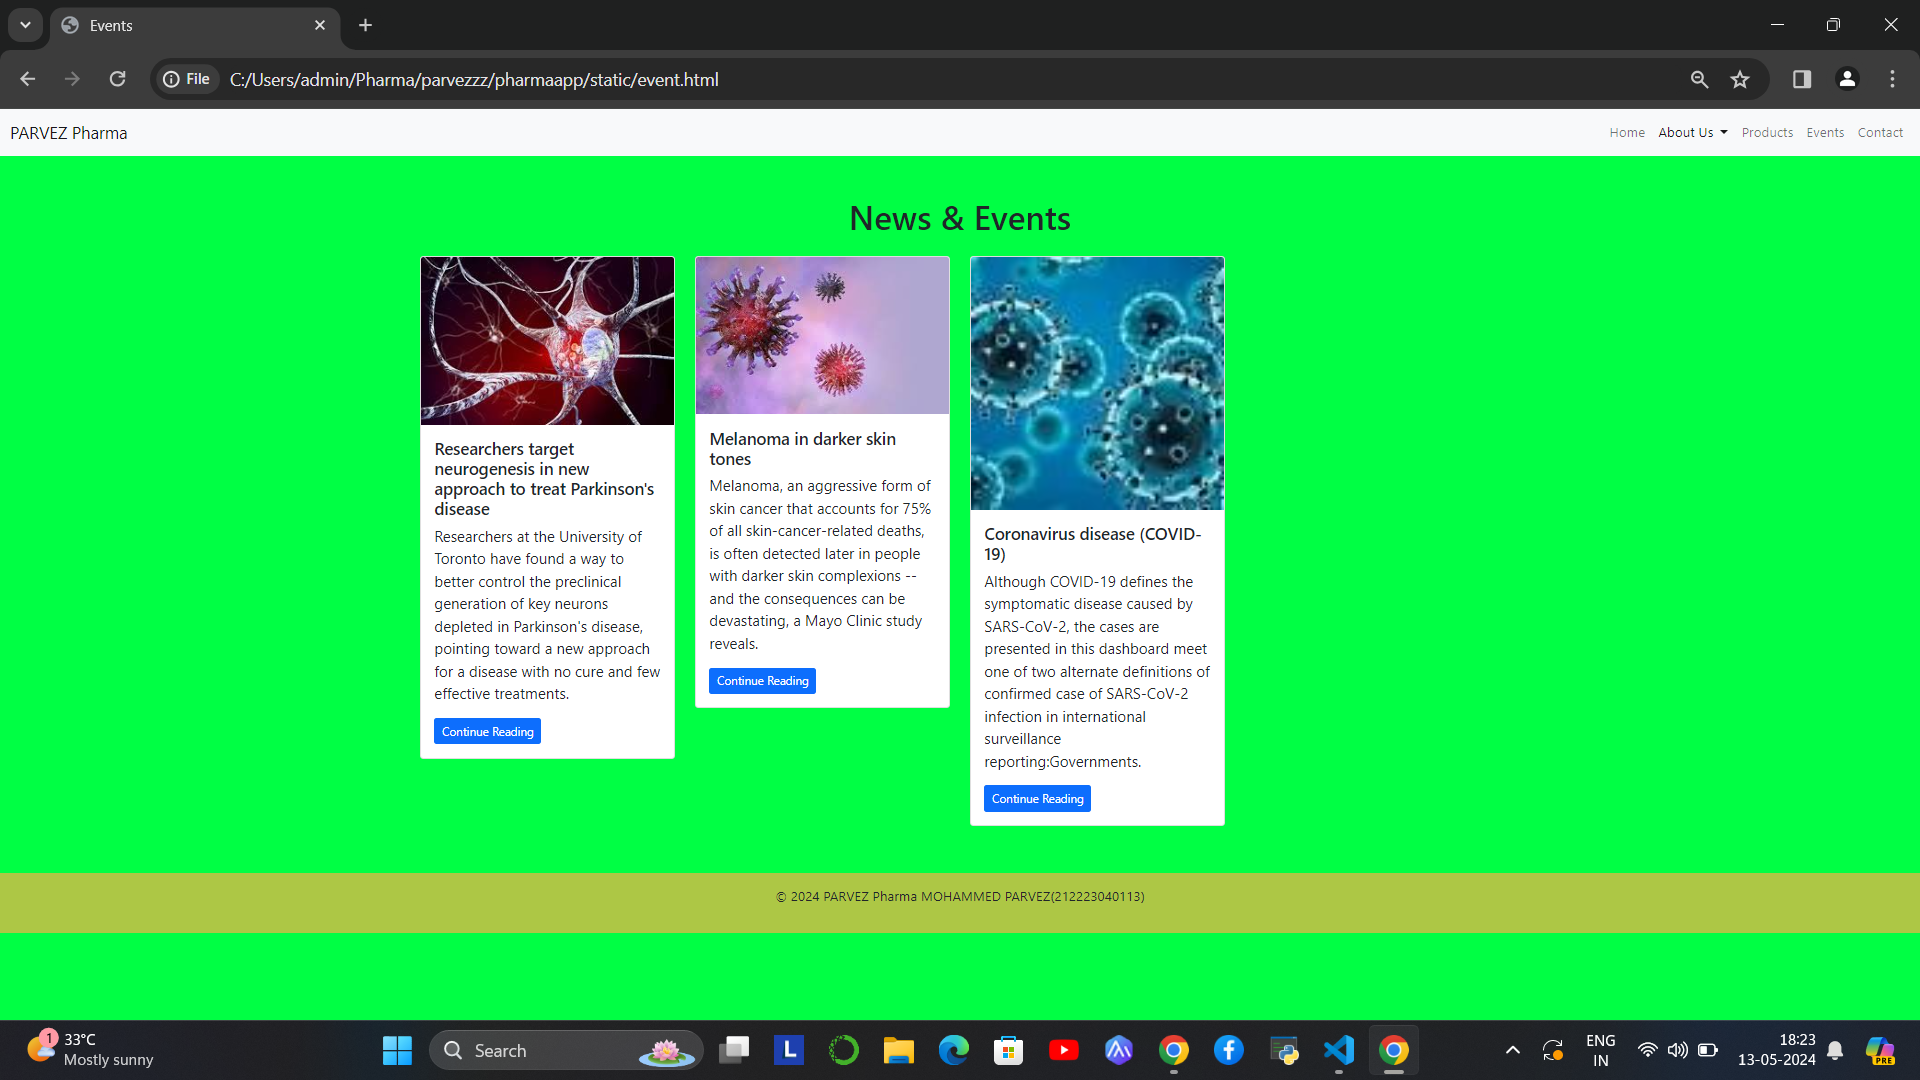 Events
File
C:/Users/admin/Pharma/parvezzz/pharmaapp/static/event.html
PARVEZ Pharma
Home
About Us
Products
Events
Contact
News & Events
Researchers target
neurogenesis in new
approach to treat Parkinson's
disease
Researchers at the University of
Toronto have found a way to
better control the preclinical
generation of key neurons
depleted in Parkinson's disease,
pointing toward a new approach
for a disease with no cure and few
effective treatments.
Continue Reading
Melanoma in darker skin
tones
Melanoma, an aggressive form of
skin cancer that accounts for 75%
of all skin-cancer-related deaths,
is often detected later in people
with darker skin complexions --
and the consequences can be
devastating, a Mayo Clinic study
reveals.
Continue Reading
Coronavirus disease (COVID-
19)
Although COVID-19 defines the
symptomatic disease caused by
SARS-CoV-2, the cases are
presented in this dashboard meet
one of two alternate definitions of
confirmed case of SARS-CoV-2
infection in international
surveillance
reporting:Governments.
Continue Reading
© 2024 PARVEZ Pharma MOHAMMED PARVEZ(212223040113)
1
33°C
Mostly sunny
Search
L
ENG
IN
18:23
13-05-2024
PRE